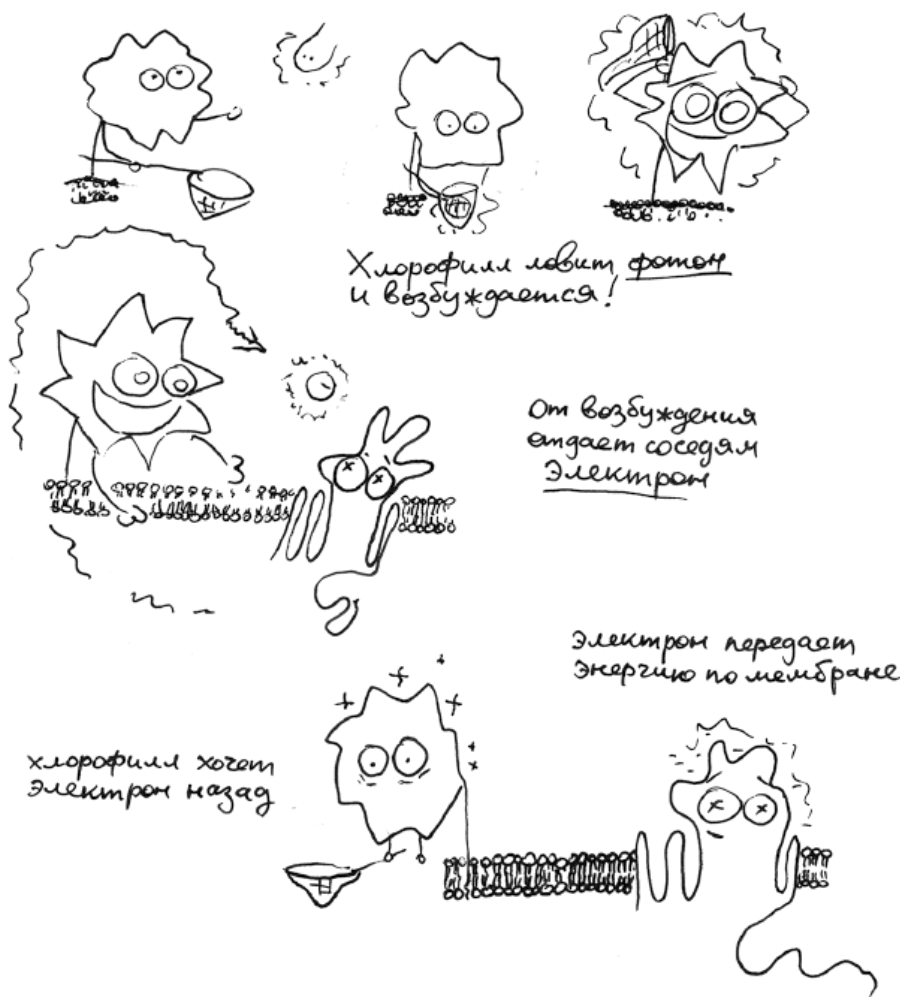 Хлорофилл ловит фотон
и возбуждается!
От возбуждения
отдает соседям
Электрон
Электрон передает
Энергию по мембране
хлорофилл хочет
Электрон назад